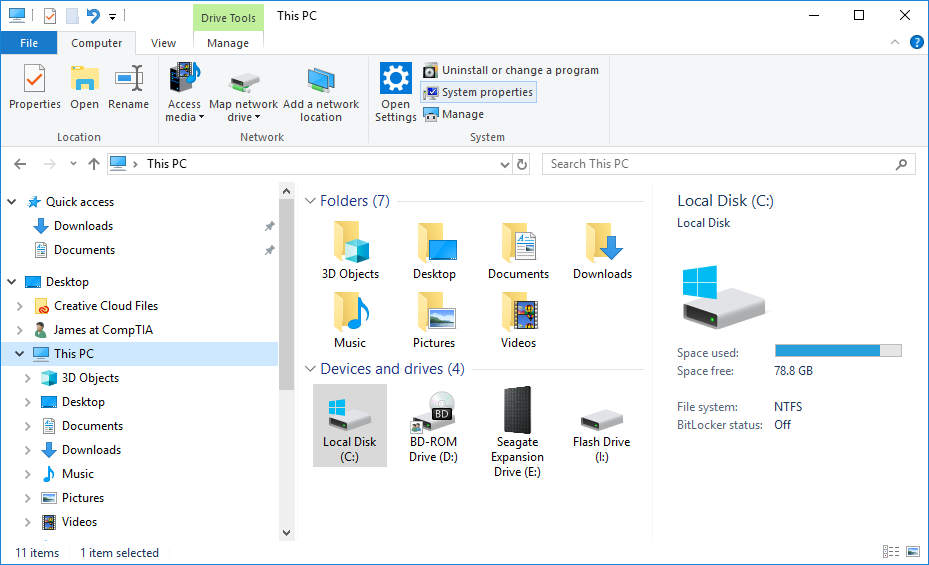 Drive Tools
This PC
File
Computer
View
Manage
Properties
Open
Rename
Access
media
Map network
drive
Add a network
location
Open
Settings
Uninstall or change a program
System properties
Manage
Location
Network
System
This PC
Search This PC
Quick access
Downloads
Documents
Desktop
Creative Cloud Files
James at CompTIA
This PC
3D Objects
Desktop
Documents
Downloads
Music
Pictures
Videos
Folders (7)
3D Objects
Desktop
Documents
Downloads
Music
Pictures
Videos
Devices and drives (4)
Local Disk
(C:)
BD
BD-ROM
Drive (D:)
Seagate
Expansion
Drive (E:)
Flash Drive
(I:)
Local Disk (C:)
Local Disk
Space used:
Space free: 78.8 GB
File system: NTFS
BitLocker status: Off
11 items
1 item selected